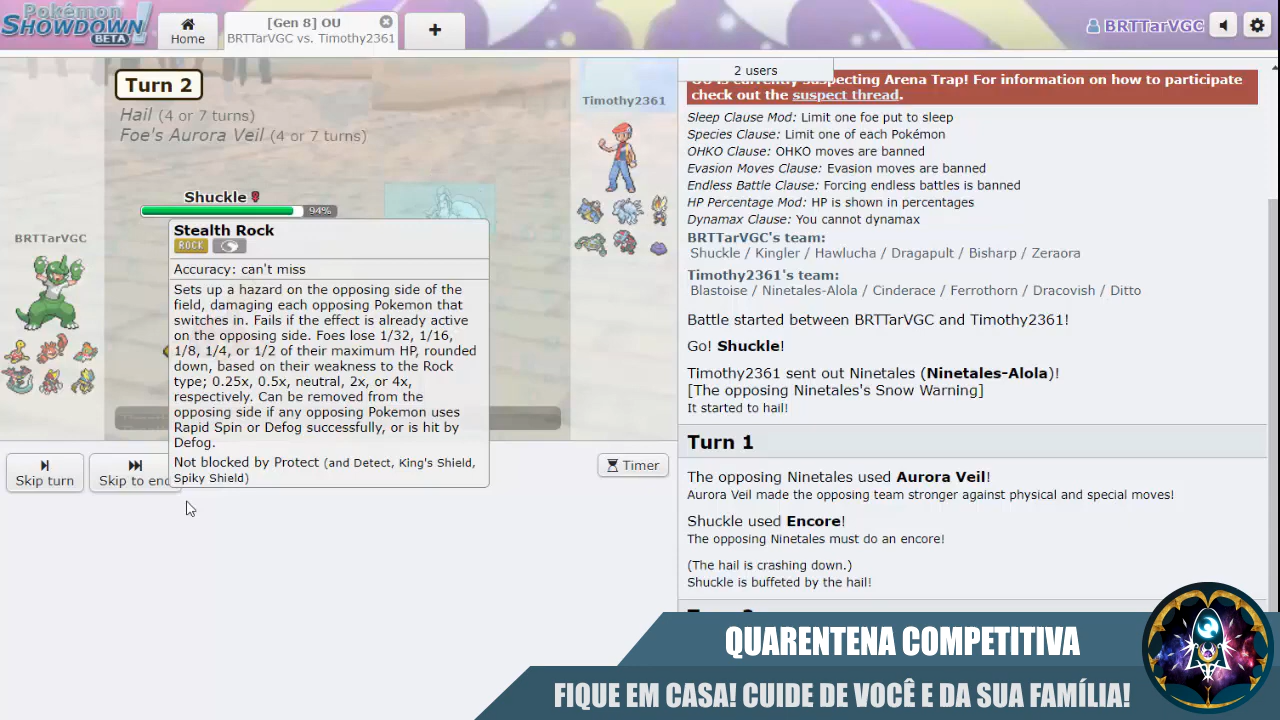 Pokémon
SHOWDOWN!
BETA
Home
[Gen 8] OU
BRTTarVGC vs. Timothy2361
+
BRTTarVGC
Turn 2
Hail (4 or 7 turns)
Foe's Aurora Veil (4 or 7 turns)
Timothy2361
Shuckle
94%
BRTTarVGC
Stealth Rock
ROCK
Accuracy: can't miss
Sets up a hazard on the opposing side of the
field, damaging each opposing Pokemon that
switches in. Fails if the effect is already active
on the opposing side. Foes lose 1/32, 1/16,
1/8, 1/4, or 1/2 of their maximum HP, rounded
down, based on their weakness to the Rock
type; 0.25x, 0.5x, neutral, 2x, or 4x,
respectively. Can be removed from the
opposing side if any opposing Pokemon uses
Rapid Spin or Defog successfully, or is hit by
Defog.
Not blocked by Protect (and Detect, King's Shield,
Spiky Shield)
Skip turn
Skip to end
Timer
2 users
OU is currently suspecting Arena Trap! For information on how to participate
check out the suspect thread.
Sleep Clause Mod: Limit one foe put to sleep
Species Clause: Limit one of each Pokémon
OHKO Clause: OHKO moves are banned
Evasion Moves Clause: Evasion moves are banned
Endless Battle Clause: Forcing endless battles is banned
HP Percentage Mod: HP is shown in percentages
Dynamax Clause: You cannot dynamax
BRTTarVGC's team:
Shuckle / Kingler / Hawlucha / Dragapult / Bisharp / Zeraora
Timothy2361's team:
Blastoise / Ninetales-Alola / Cinderace / Ferrothorn / Dracovish / Ditto
Battle started between BRTTarVGC and Timothy2361!
Go! Shuckle!
Timothy2361 sent out Ninetales (Ninetales-Alola)!
[The opposing Ninetales's Snow Warning]
It started to hail!
Turn 1
The opposing Ninetales used Aurora Veil!
Aurora Veil made the opposing team stronger against physical and special moves!
Shuckle used Encore!
The opposing Ninetales must do an encore!
(The hail is crashing down.)
Shuckle is buffeted by the hail!
QUARENTENA COMPETITIVA
FIQUE EM CASA! CUIDE DE VOCÊ E DA SUA FAMÍLIA!